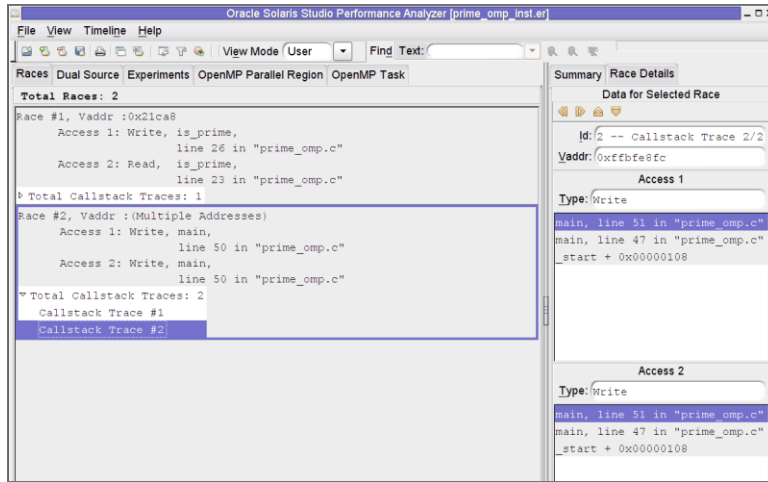 Oracle Solaris Studio Performance Analyzer [prime_omp_inst.er]
File View Timeline Help
View Mode User Find Text:
Races Dual Source Experiments OpenMP Parallel Region OpenMP Task
Total Races: 2
Race #1, Vaddr :0x21ca8
Access 1: Write, is_prime,
line 26 in "prime_omp.c"
Access 2: Read, is_prime,
line 23 in "prime_omp.c"
Total Callstack Traces: 1
Race #2, Vaddr :(Multiple Addresses)
Access 1: Write, main,
line 50 in "prime_omp.c"
Access 2: Write, main,
line 50 in "prime_omp.c"
Total Callstack Traces: 2
Callstack Trace #1
Callstack Trace #2
Summary Race Details
Data for Selected Race
Id: 2 -- Callstack Trace 2/2
Vaddr: 0xffbfe8fc
Access 1
Type: Write
main, line 51 in "prime_omp.c"
main, line 47 in "prime_omp.c"
_start + 0x00000108
Access 2
Type: Write
main, line 51 in "prime_omp.c"
main, line 47 in "prime_omp.c"
_start + 0x00000108